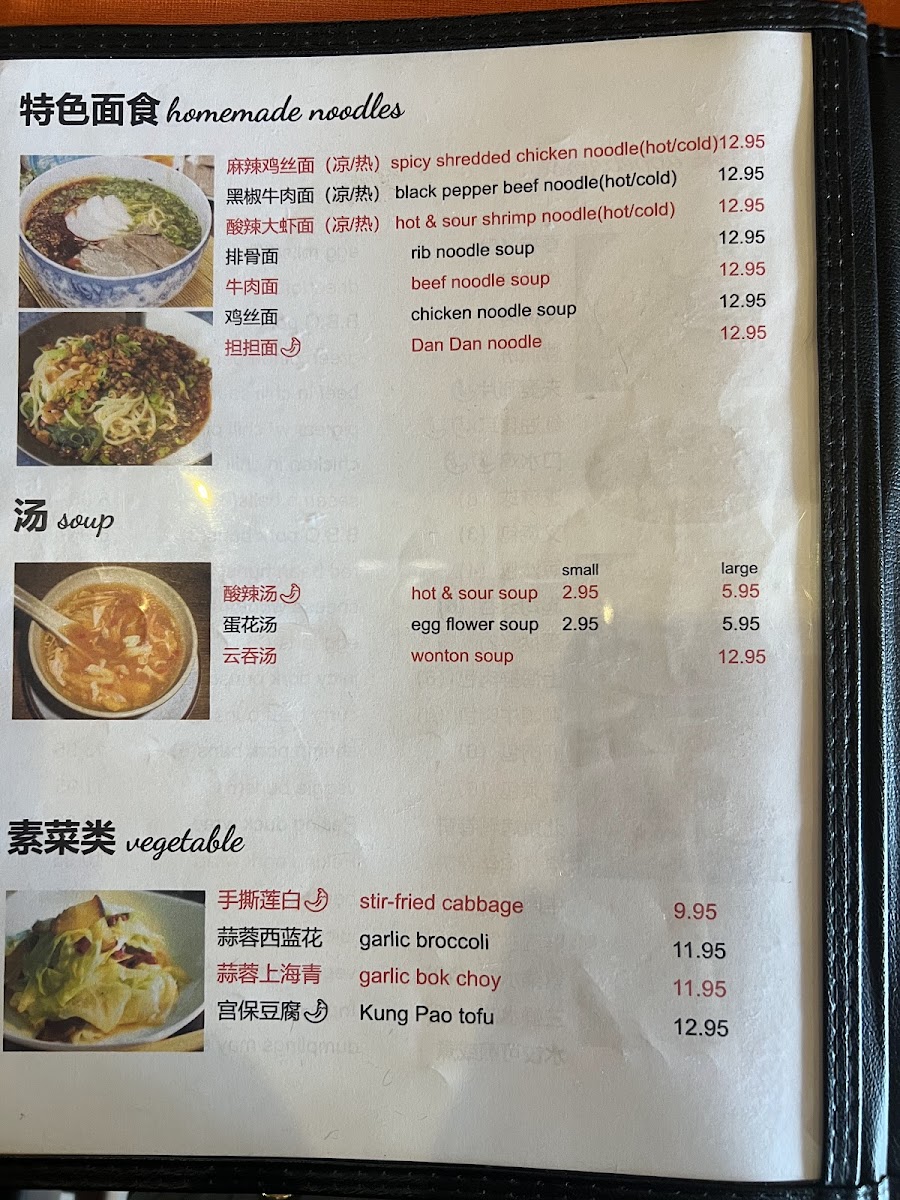 特色面食 homemade noodles
麻辣鸡丝面（凉/热）spicy shredded chicken noodle(hot/cold) 12.95
黑椒牛肉面（凉/热）black pepper beef noodle(hot/cold) 12.95
酸辣大虾面（凉/热）hot & sour shrimp noodle(hot/cold) 12.95
排骨面 rib noodle soup 12.95
牛肉面 beef noodle soup 12.95
鸡丝面 chicken noodle soup 12.95
担担面 Dan Dan noodle 12.95
汤 soup
small large
酸辣汤 hot & sour soup 2.95 5.95
蛋花汤 egg flower soup 2.95 5.95
云吞汤 wonton soup 12.95
素菜类 vegetable
手撕莲白 stir-fried cabbage 9.95
蒜蓉西蓝花 garlic broccoli 11.95
蒜蓉上海青 garlic bok choy 11.95
宫保豆腐 Kung Pao tofu 12.95